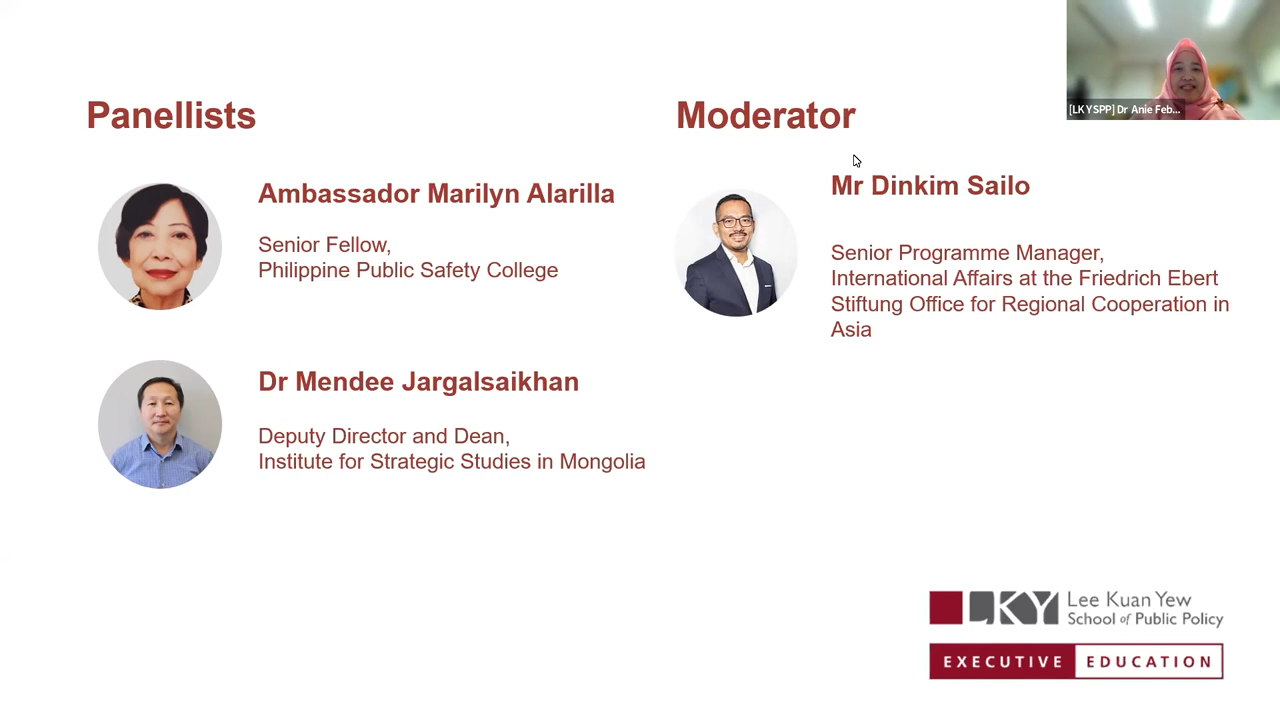 Panellists
Ambassador Marilyn Alarilla
Senior Fellow,
Philippine Public Safety College
Dr Mendee Jargalsaikhan
Deputy Director and Dean,
Institute for Strategic Studies in Mongolia
Moderator
Mr Dinkim Sailo
Senior Programme Manager,
International Affairs at the Friedrich Ebert
Stiftung Office for Regional Cooperation in
Asia
[LKYSPP] Dr Anie Feb...
LKY
Lee Kuan Yew
School of Public Policy
EXECUTIVE EDUCATION